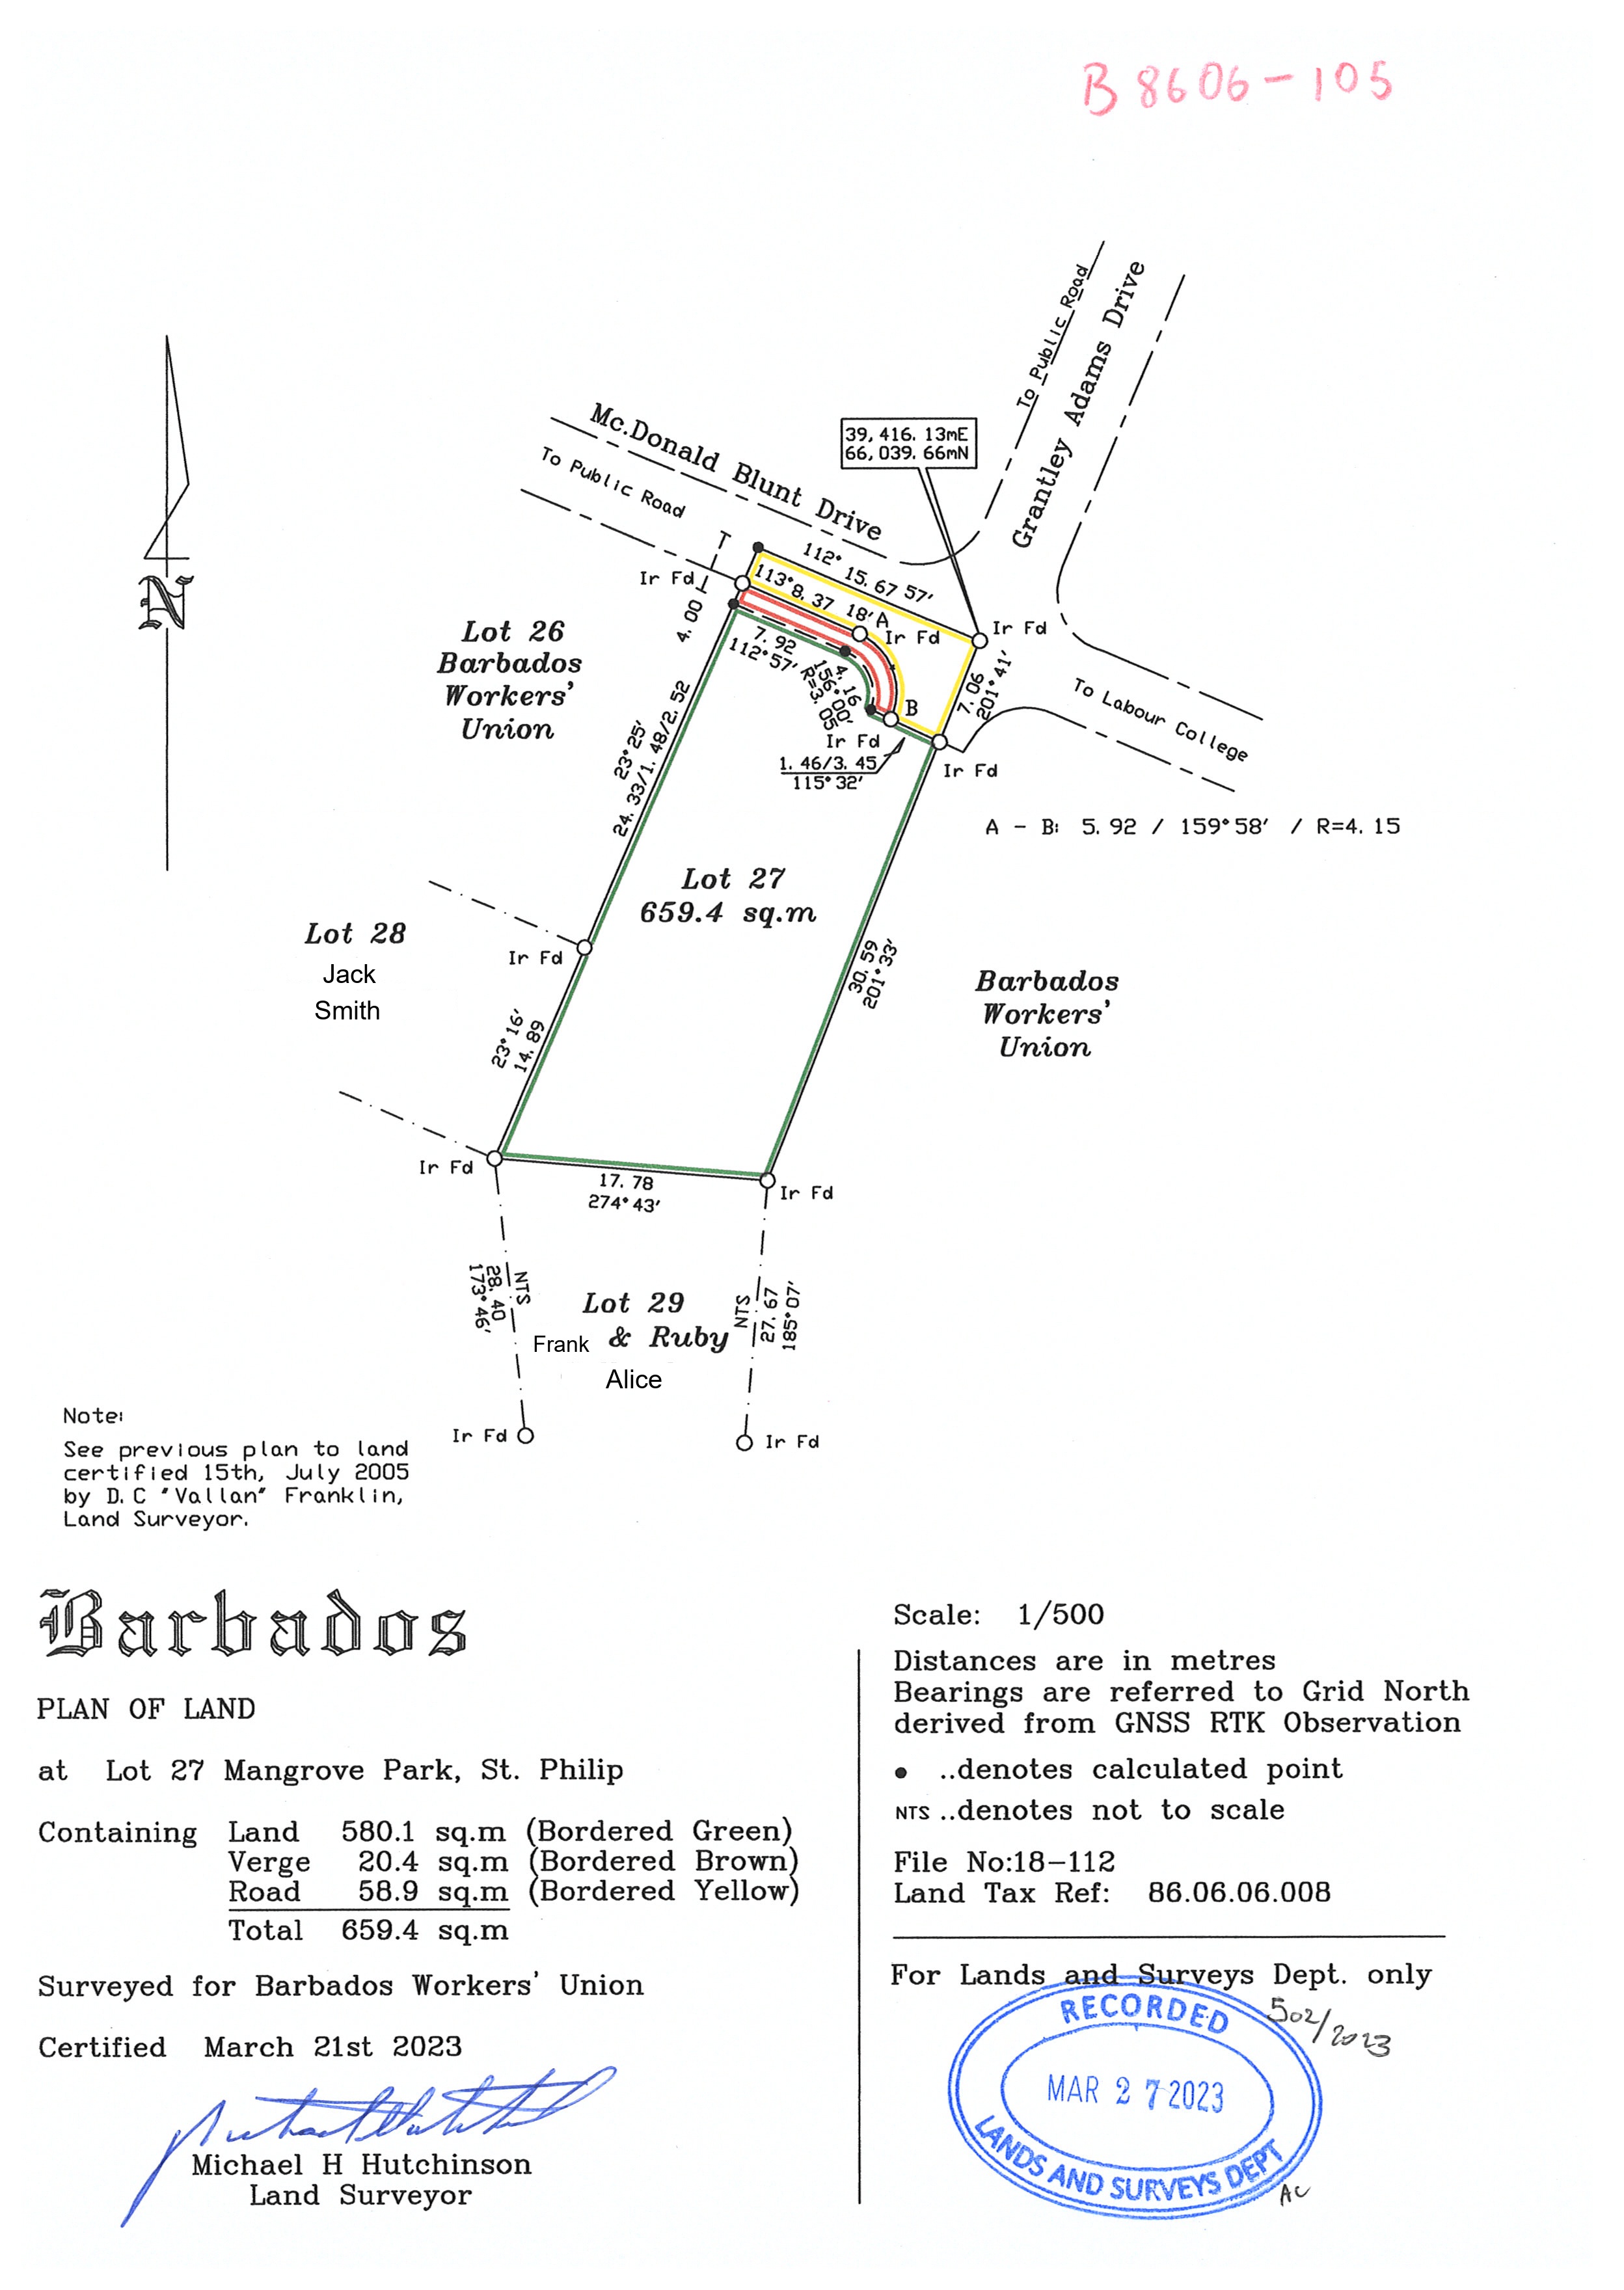 B 8606-105
To Public Road
Grantley Adams Drive
39, 416. 13mE
66, 039. 66mN
Mc.Donald Blunt Drive
To Public Road
112° 15. 67 57'
Ir Fd
113° 8. 37 18' A
Ir Fd
Ir Fd
4. 00
7. 92
112°57'
4. 16
156°00'
R=3. 05
B
7. 06
201°41'
To Labour College
Ir Fd
1. 46/3. 45
115°32'
Ir Fd
A - B: 5. 92 / 159°58' / R=4. 15
Lot 26
Barbados
Workers'
Union
23°25'
24. 33/1. 48/2. 52
Lot 27
659.4 sq.m
Lot 28
Jack
Smith
Ir Fd
30. 59
201°33'
Barbados
Workers'
Union
23°16'
14. 89
Ir Fd
17. 78
274°43'
Ir Fd
NTS
28. 40
173°46'
Lot 29
Frank & Ruby
Alice
NTS
27. 67
185°07'
Ir Fd
Ir Fd
N
Note:
See previous plan to land
certified 15th, July 2005
by D. C "Vallan" Franklin,
Land Surveyor.
Barbados
PLAN OF LAND
at Lot 27 Mangrove Park, St. Philip
Containing Land 580.1 sq.m (Bordered Green)
Verge 20.4 sq.m (Bordered Brown)
Road 58.9 sq.m (Bordered Yellow)
Total 659.4 sq.m
Surveyed for Barbados Workers' Union
Certified March 21st 2023
Michael H Hutchinson
Land Surveyor
Scale: 1/500
Distances are in metres
Bearings are referred to Grid North
derived from GNSS RTK Observation
● ..denotes calculated point
NTS ..denotes not to scale
File No:18-112
Land Tax Ref: 86.06.06.008
For Lands and Surveys Dept. only
RECORDED
502/2023
MAR 27 2023
LANDS AND SURVEYS DEPT
AC